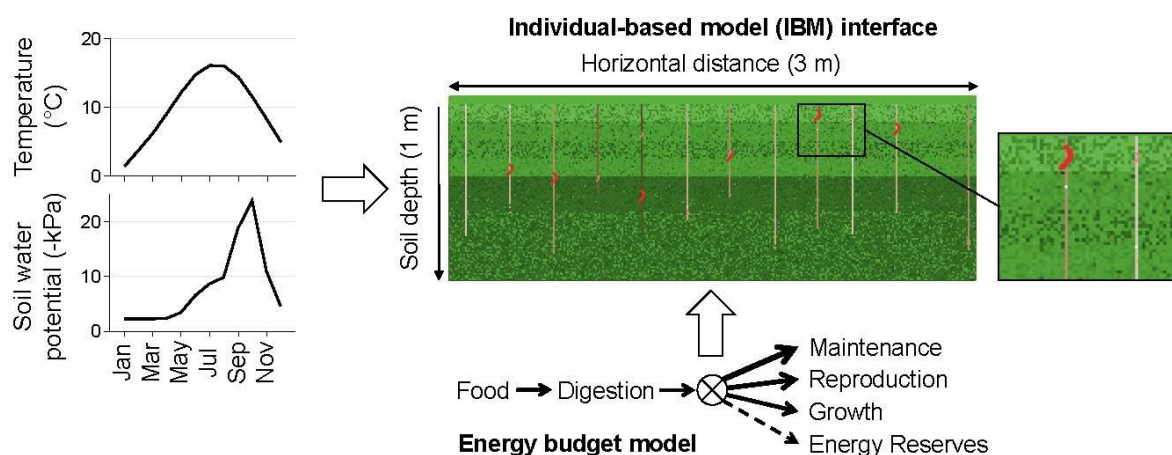 Temperature
(°C)
20
10
0
Soil water
potential (-kPa)
20
10
0
Jan
Mar
May
Jul
Sep
Nov
Individual-based model (IBM) interface
Horizontal distance (3 m)
Soil depth (1 m)
Food
Digestion
Maintenance
Reproduction
Growth
Energy Reserves
Energy budget model